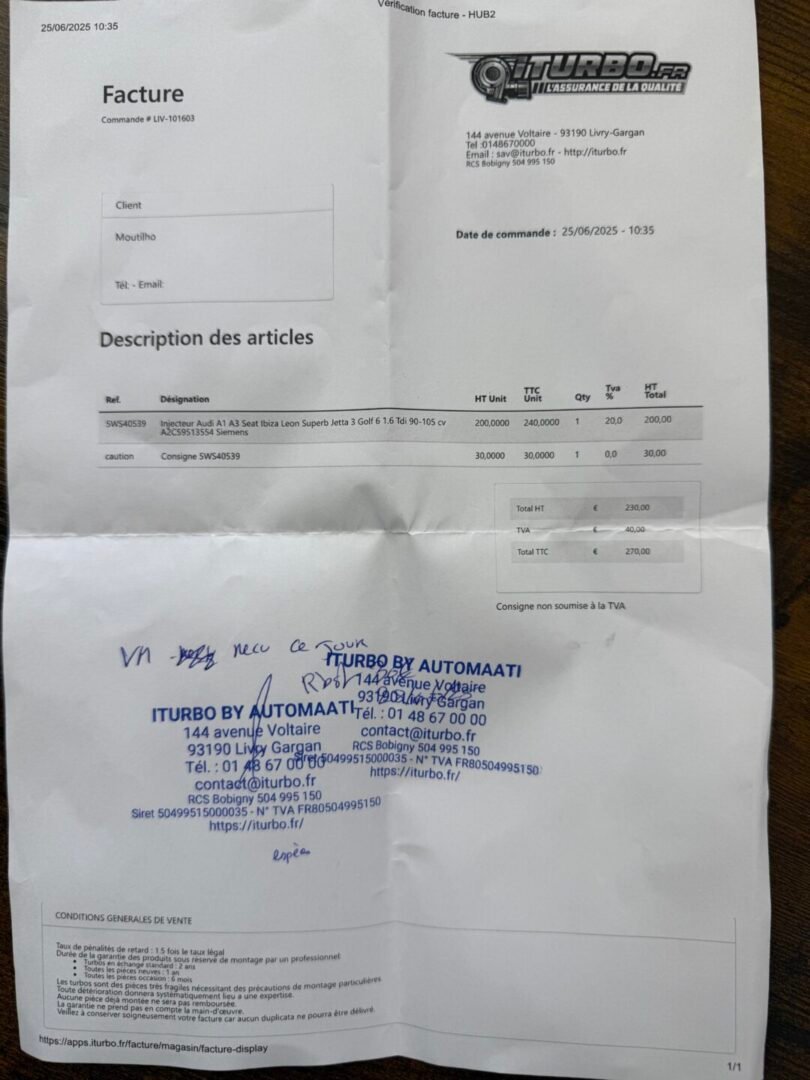 25/06/2025 10:35
Vérification facture - HUB2
Facture
Commande # LIV-101603
iTURBO.FR
L'ASSURANCE DE LA QUALITÉ
144 avenue Voltaire - 93190 Livry-Gargan
Tel :0148670000
Email : sav@iturbo.fr - http://iturbo.fr
RCS Bobigny 504 995 150
Client
Moutilho
Tél: - Email:
Date de commande : 25/06/2025 - 10:35
Description des articles
Ref. Désignation HT Unit TTC Unit Qty Tva % HT Total
SWS40539 Injecteur Audi A1 A3 Seat Ibiza Leon Superb Jetta 3 Golf 6 1.6 Tdi 90-105 cv 200,0000 240,0000 1 20,0 200,00
A2C59513554 Siemens
caution Consigne SWS40539 30,0000 30,0000 1 0,0 30,00
Total HT € 230,00
TVA € 40,00
Total TTC € 270,00
Consigne non soumise à la TVA
recu ce jour
ITURBO BY AUTOMAATI
144 avenue Voltaire
93190 Livry Gargan
Tél. : 01 48 67 00 00
contact@iturbo.fr
RCS Bobigny 504 995 150
Siret 50499515000035 - N° TVA FR80504995150
https://iturbo.fr/
ITURBO BY AUTOMAATI
144 avenue Voltaire
93190 Livry Gargan
Tél. : 01 48 67 00 00
contact@iturbo.fr
RCS Bobigny 504 995 150
Siret 50499515000035 - N° TVA FR80504995150
https://iturbo.fr/
espèces
CONDITIONS GENERALES DE VENTE
Taux de pénalités de retard : 1.5 fois le taux légal
Durée de la garantie des produits sous réserve de montage par un professionnel:
• Turbos en échange standard : 2 ans
• Toutes les pièces neuves : 1 an
• Toutes les pièces occasion : 6 mois
Les turbos sont des pièces très fragiles nécessitant des précautions de montage particulières
Toute détérioration donnera systématiquement lieu a une expertise.
Aucune pièce déjà montée ne sera pas remboursée.
La garantie ne prend pas en compte la main-d'œuvre.
Veillez à conserver soigneusement votre facture car aucun duplicata ne pourra être délivré.
https://apps.iturbo.fr/facture/magasin/facture-display
1/1